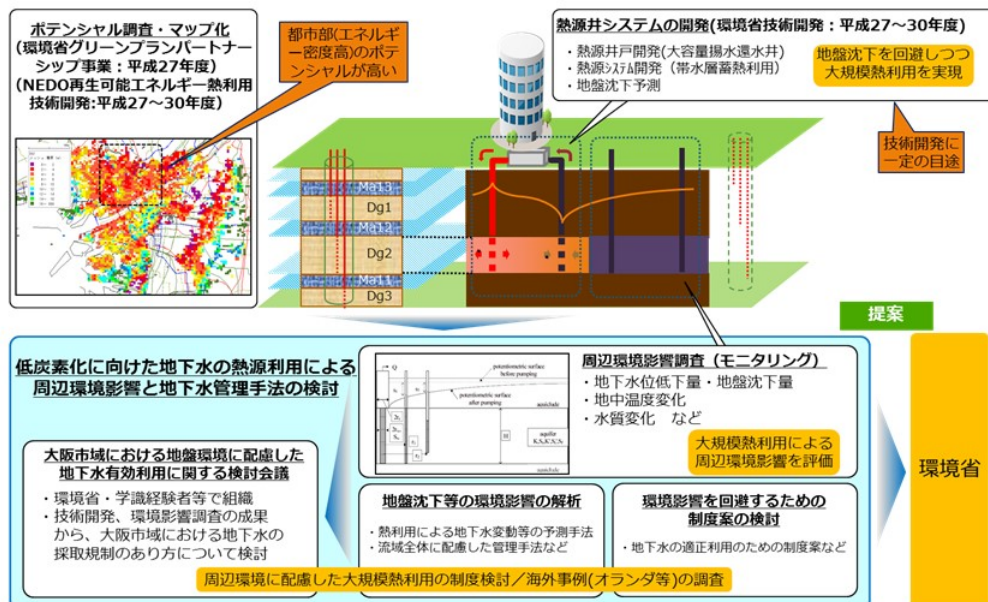 ポテンシャル調査・マップ化
(環境省グリーンプランパートナー
シップ事業：平成27年度)
(NEDO再生可能エネルギー熱利用
技術開発:平成27～30年度)
都市部(エネル
ギー密度高)のポ
テンシャルが高い
熱源井システムの開発(環境省技術開発：平成27～30年度)
・熱源井戸開発(大容量揚水還水井)
・熱源システム開発（帯水層蓄熱利用）
・地盤沈下予測
地盤沈下を回避しつつ
大規模熱利用を実現
技術開発に
一定の目途
Ma13
Dg1
Ma12
Dg2
Ma11
Dg3
提案
低炭素化に向けた地下水の熱源利用による
周辺環境影響と地下水管理手法の検討
Q
potentiometric surface
before pumping
potentiometric surface
after pumping
aquiclude
aquifer
aquiclude
周辺環境影響調査（モニタリング）
・地下水位低下量・地盤沈下量
・地中温度変化
・水質変化　など
大規模熱利用による
周辺環境影響を評価
環境省
大阪市域における地盤環境に配慮した
地下水有効利用に関する検討会議
・環境省・学識経験者等で組織
・技術開発、環境影響調査の成果
から、大阪市域における地下水の
採取規制のあり方について検討
地盤沈下等の環境影響の解析
・熱利用による地下水変動等の予測手法
・流域全体に配慮した管理手法など
環境影響を回避するための
制度案の検討
・地下水の適正利用のための制度案など
周辺環境に配慮した大規模熱利用の制度検討／海外事例(オランダ等)の調査